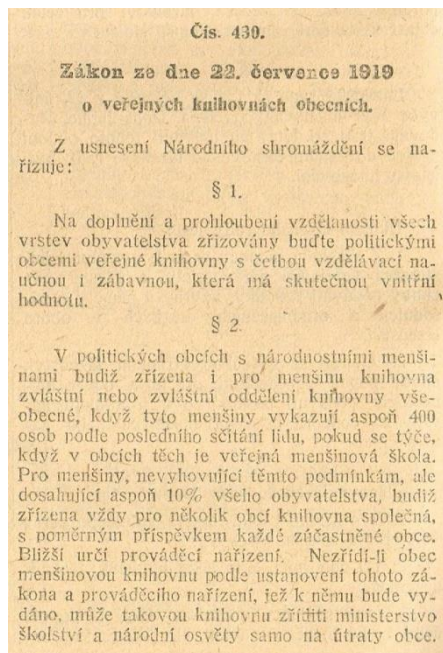 Čís. 430.
Zákon ze dne 22. července 1919
o veřejných knihovnách obecních.
Z usnesení Národního shromáždění se na-
řizuje:
§ 1.
Na doplnění a prohloubení vzdělanosti všech
vrstev obyvatelstva zřizovány buďte politickými
obcemi veřejné knihovny s četbou vzdělávací na-
učnou i zábavnou, která má skutečnou vnitřní
hodnotu.
§ 2.
V politických obcích s národnostními menši-
nami budiž zřízena i pro menšinu knihovna
zvláštní nebo zvláštní oddělení knihovny vše-
obecné, když tyto menšiny vykazují aspoň 400
osob podle posledního sčítání lidu, pokud se týče,
když v obcích těch je veřejná menšinová škola.
Pro menšiny, nevyhovující těmto podmínkám, ale
dosahující aspoň 10% všeho obyvatelstva, budiž
zřízena vždy pro několik obcí knihovna společná,
s poměrným příspěvkem každé záúčastněné obce.
Bližší určí prováděcí nařízení. Nezřídí-li obec
menšinovou knihovnu podle ustanovení tohoto zá-
kona a prováděcího nařízení, jež k němu bude vy-
dáno, může takovou knihovnu zříditi ministerstvo
školství a národní osvěty samo na útraty obce.